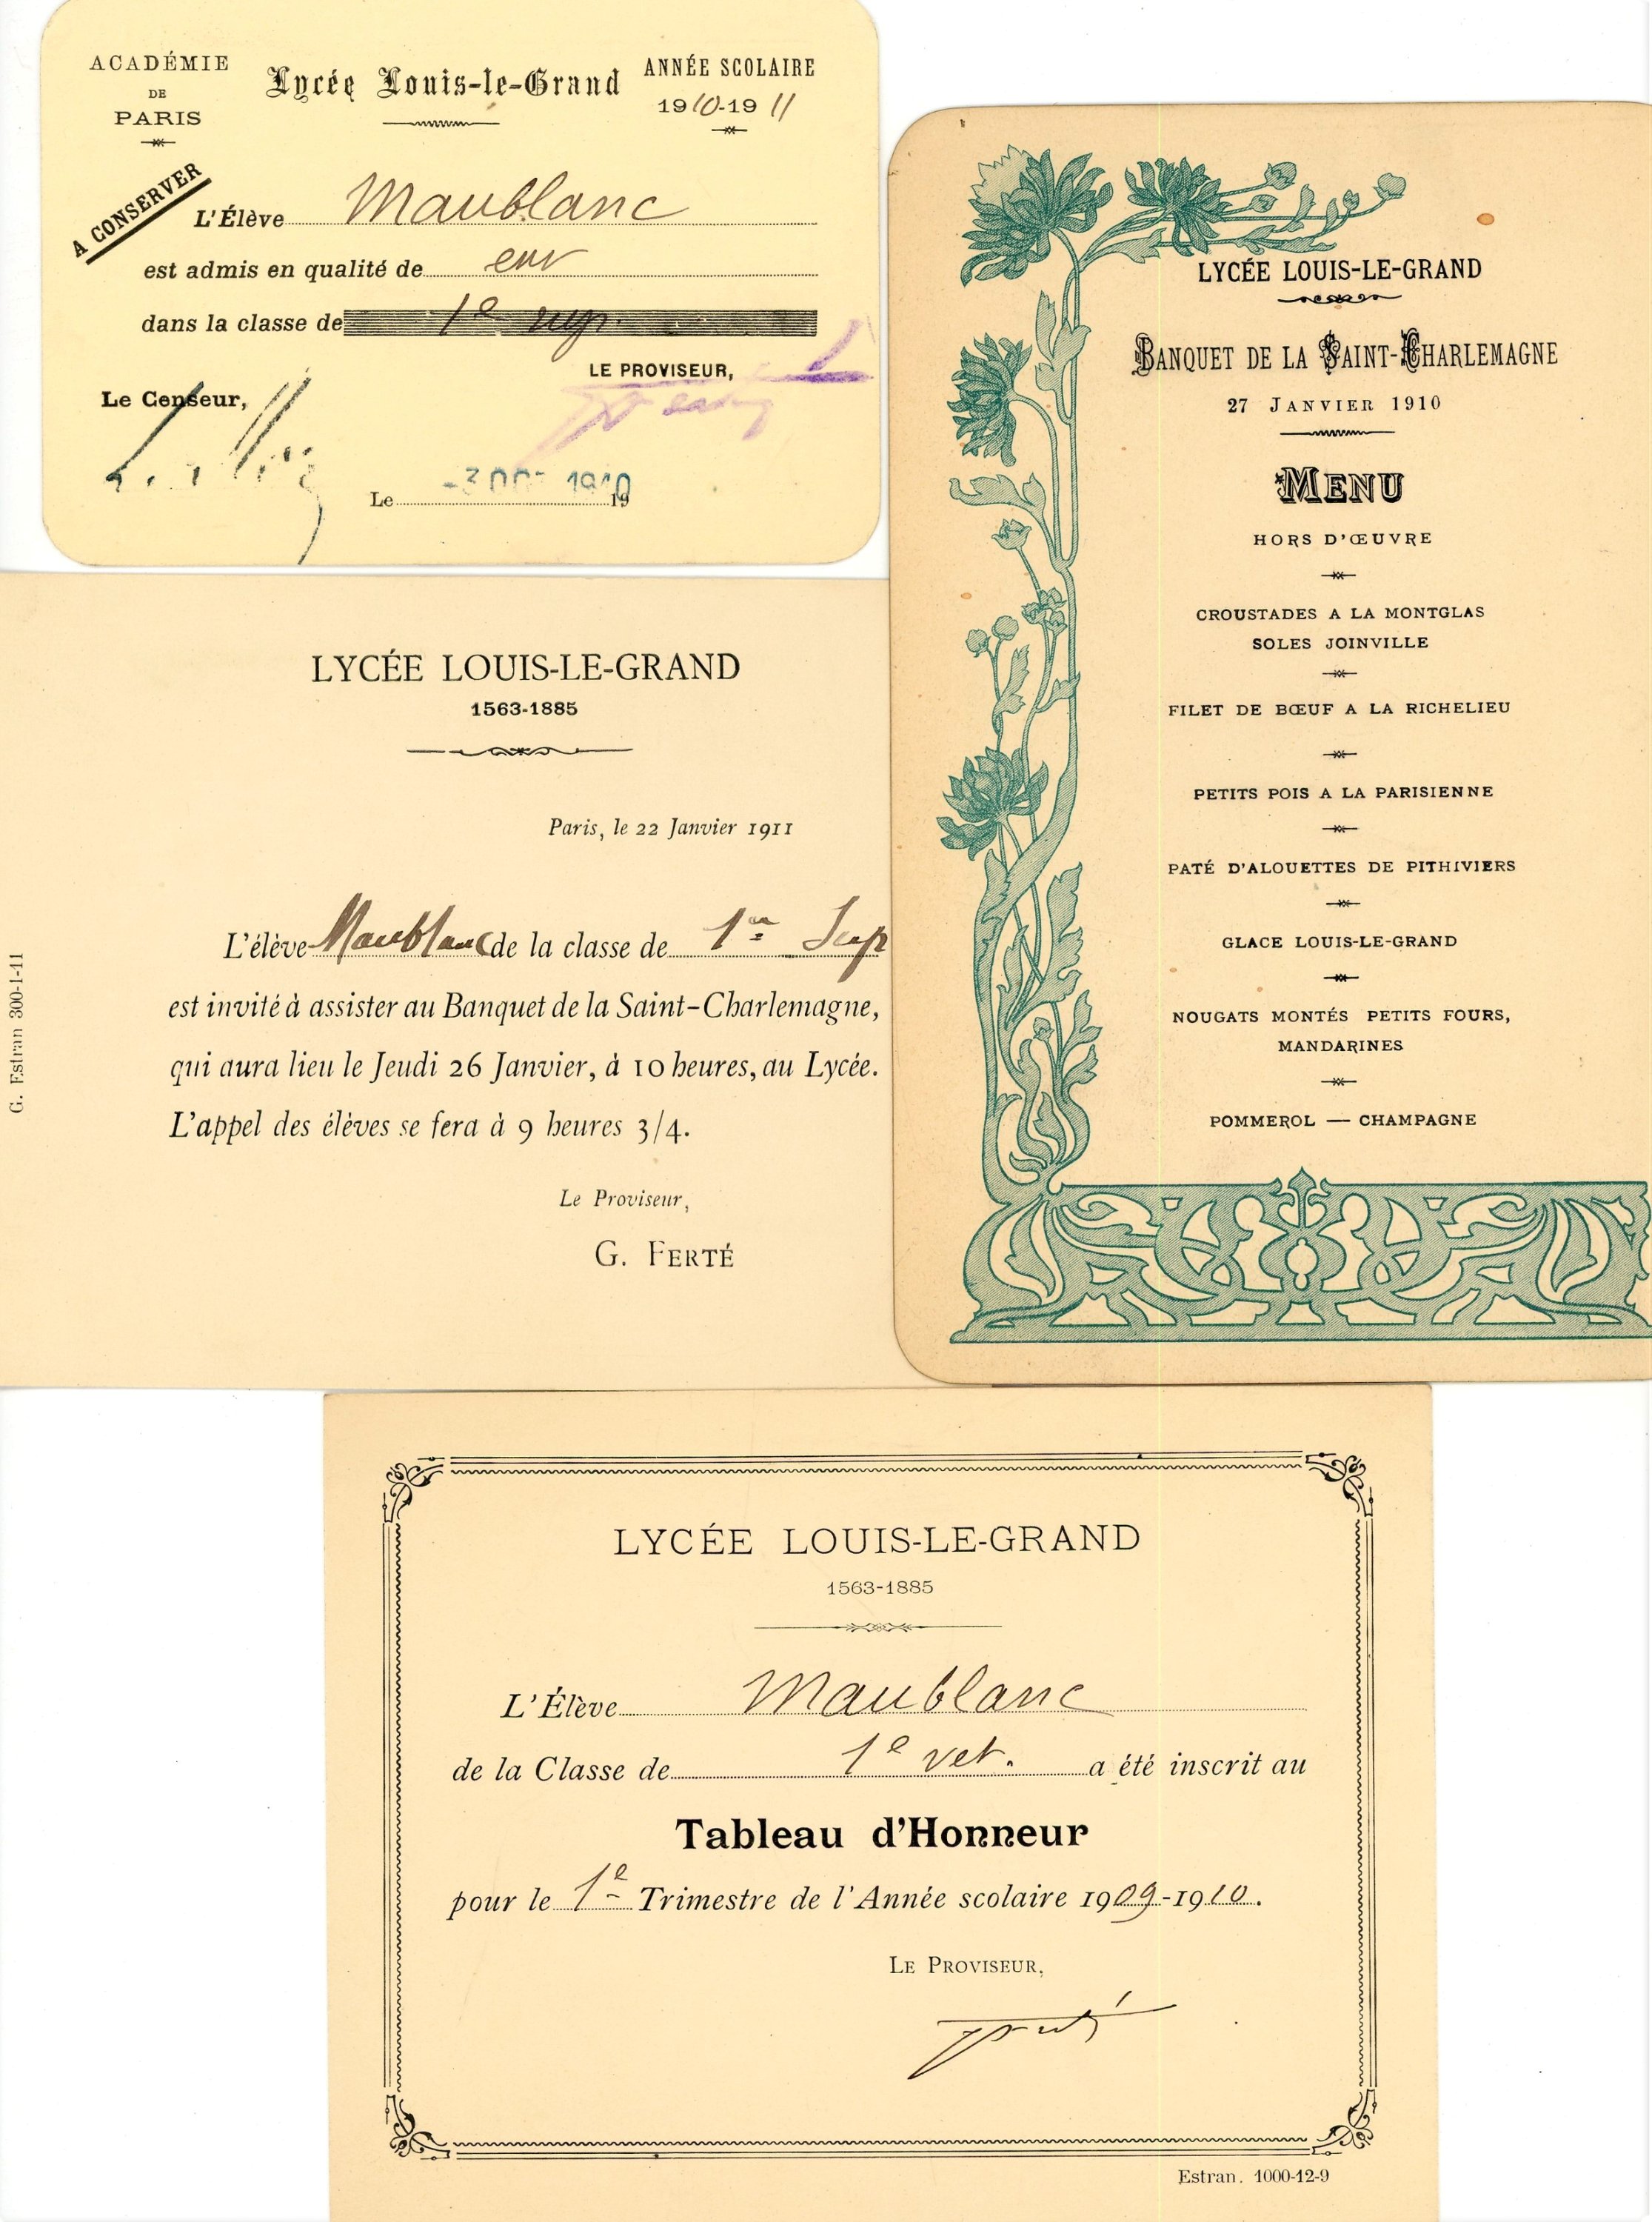 ACADÉMIE
DE
PARIS
Lycée Louis-le-Grand
ANNÉE SCOLAIRE
1910-1911
A CONSERVER
L'Élève Maublanc
est admis en qualité de
dans la classe de 1e sup.
LE PROVISEUR,
Le Censeur,
Le -3 OCT 1910 19
LYCÉE LOUIS-LE-GRAND
1563-1885
Paris, le 22 Janvier 1911
L'élève Maublanc de la classe de 1re Sup
est invité à assister au Banquet de la Saint-Charlemagne,
qui aura lieu le Jeudi 26 Janvier, à 10 heures, au Lycée.
L'appel des élèves se fera à 9 heures 3/4.
Le Proviseur,
G. FERTÉ
G. Estran 300-1-11
LYCÉE LOUIS-LE-GRAND
BANQUET DE LA SAINT-CHARLEMAGNE
27 JANVIER 1910
MENU
HORS D'ŒUVRE
CROUSTADES A LA MONTGLAS
SOLES JOINVILLE
FILET DE BŒUF A LA RICHELIEU
PETITS POIS A LA PARISIENNE
PATÉ D'ALOUETTES DE PITHIVIERS
GLACE LOUIS-LE-GRAND
NOUGATS MONTÉS PETITS FOURS,
MANDARINES
POMMEROL — CHAMPAGNE
LYCÉE LOUIS-LE-GRAND
1563-1885
L'Élève Maublanc
de la Classe de 1e vet. a été inscrit au
Tableau d'Honneur
pour le 1e Trimestre de l'Année scolaire 1909-1910.
LE PROVISEUR,
Ferté
Estran. 1000-12-9